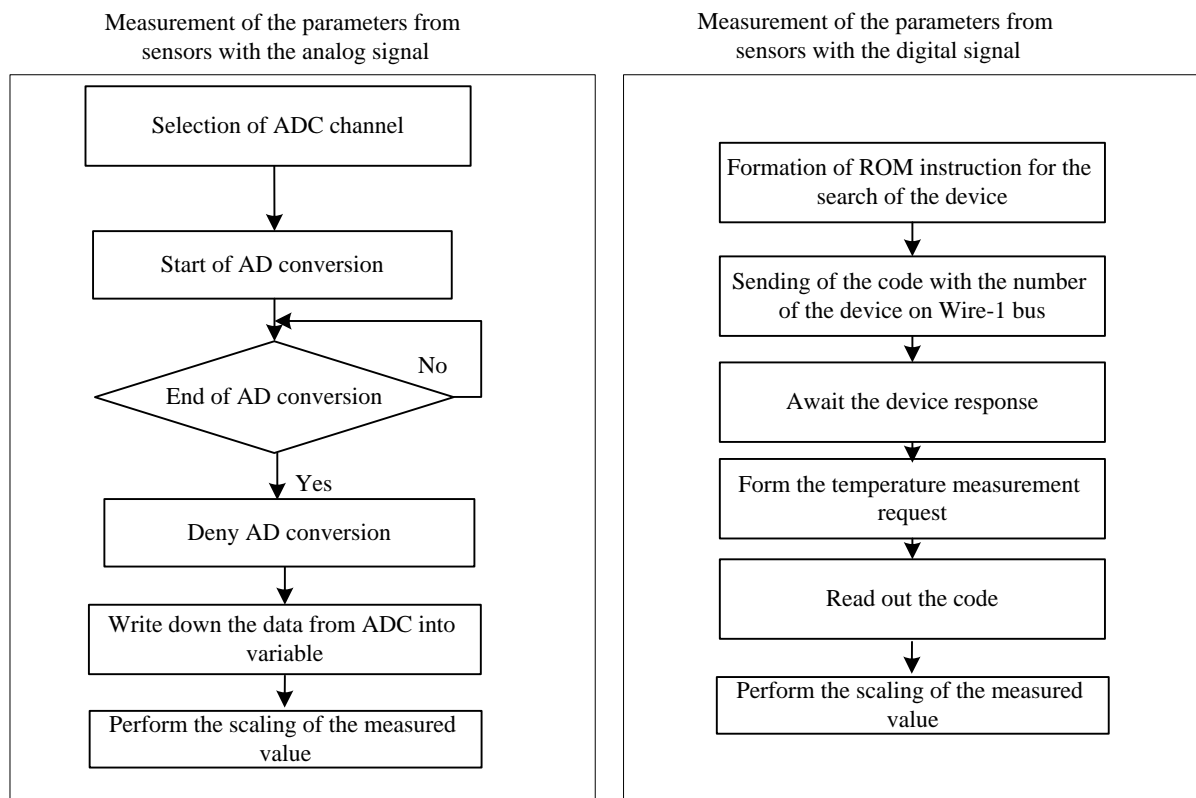 Measurement of the parameters from
sensors with the analog signal
Selection of ADC channel
Start of AD conversion
No
End of AD conversion
Yes
Deny AD conversion
Write down the data from ADC into
variable
Perform the scaling of the measured
value
Measurement of the parameters from
sensors with the digital signal
Formation of ROM instruction for the
search of the device
Sending of the code with the number
of the device on Wire-1 bus
Await the device response
Form the temperature measurement
request
Read out the code
Perform the scaling of the measured
value